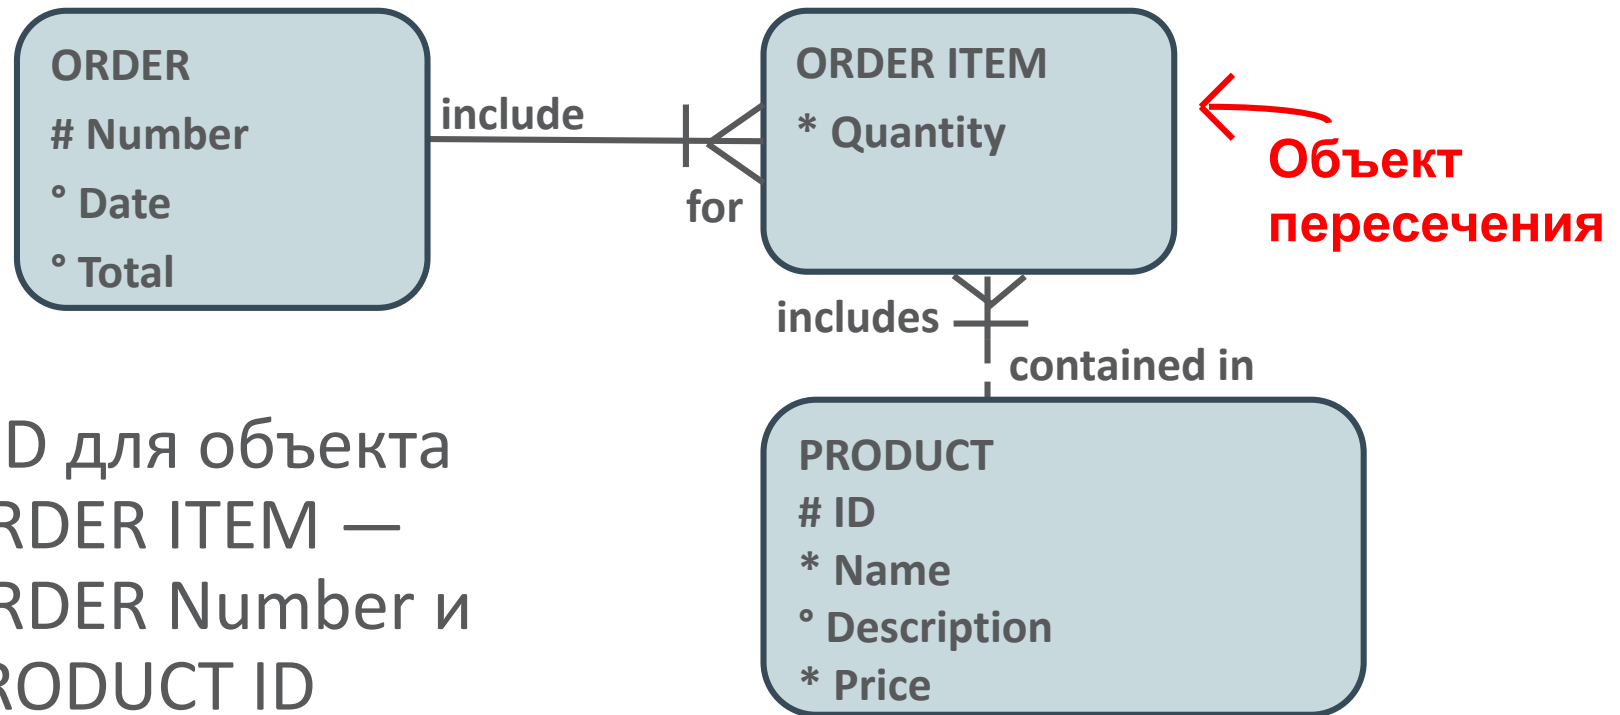 ORDER
# Number
° Date
° Total
include
for
ORDER ITEM
* Quantity
Объект
пересечения
includes
contained in
PRODUCT
# ID
* Name
° Description
* Price
D для объекта
RDER ITEM —
RDER Number и
RODUCT ID